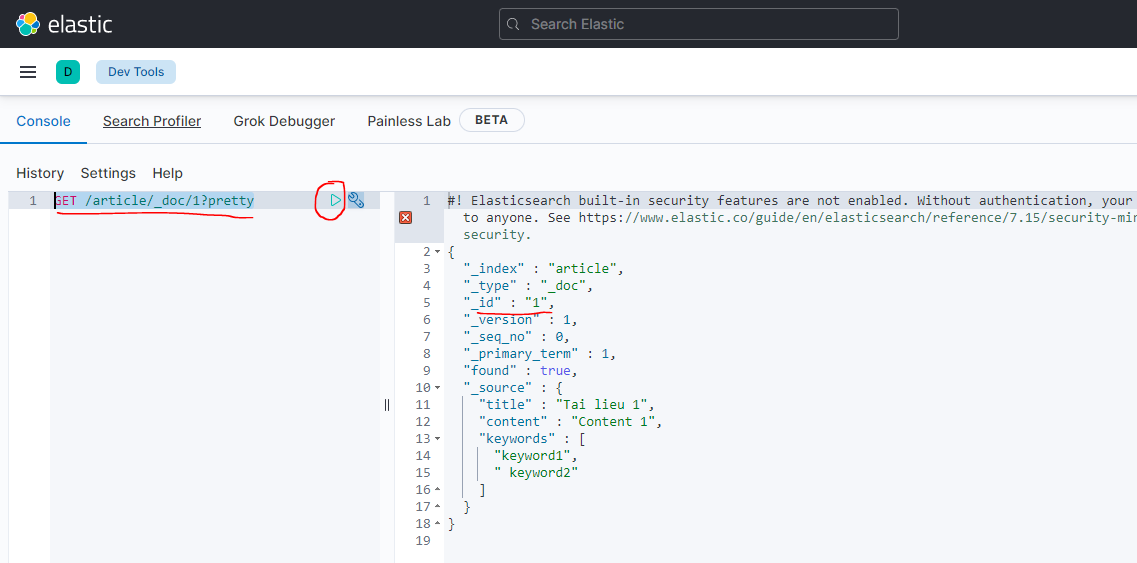 elastic
Search Elastic
D
Dev Tools
Console
Search Profiler
Grok Debugger
Painless Lab
BETA
History
Settings
Help
1 GET /article/_doc/1?pretty
1 #! Elasticsearch built-in security features are not enabled. Without authentication, your
to anyone. See https://www.elastic.co/guide/en/elasticsearch/reference/7.15/security-min
security.
2 {
3 "_index" : "article",
4 "_type" : "_doc",
5 "_id" : "1",
6 "_version" : 1,
7 "_seq_no" : 0,
8 "_primary_term" : 1,
9 "found" : true,
10 "_source" : {
11 "title" : "Tai lieu 1",
12 "content" : "Content 1",
13 "keywords" : [
14 "keyword1",
15 " keyword2"
16 ]
17 }
18 }
19